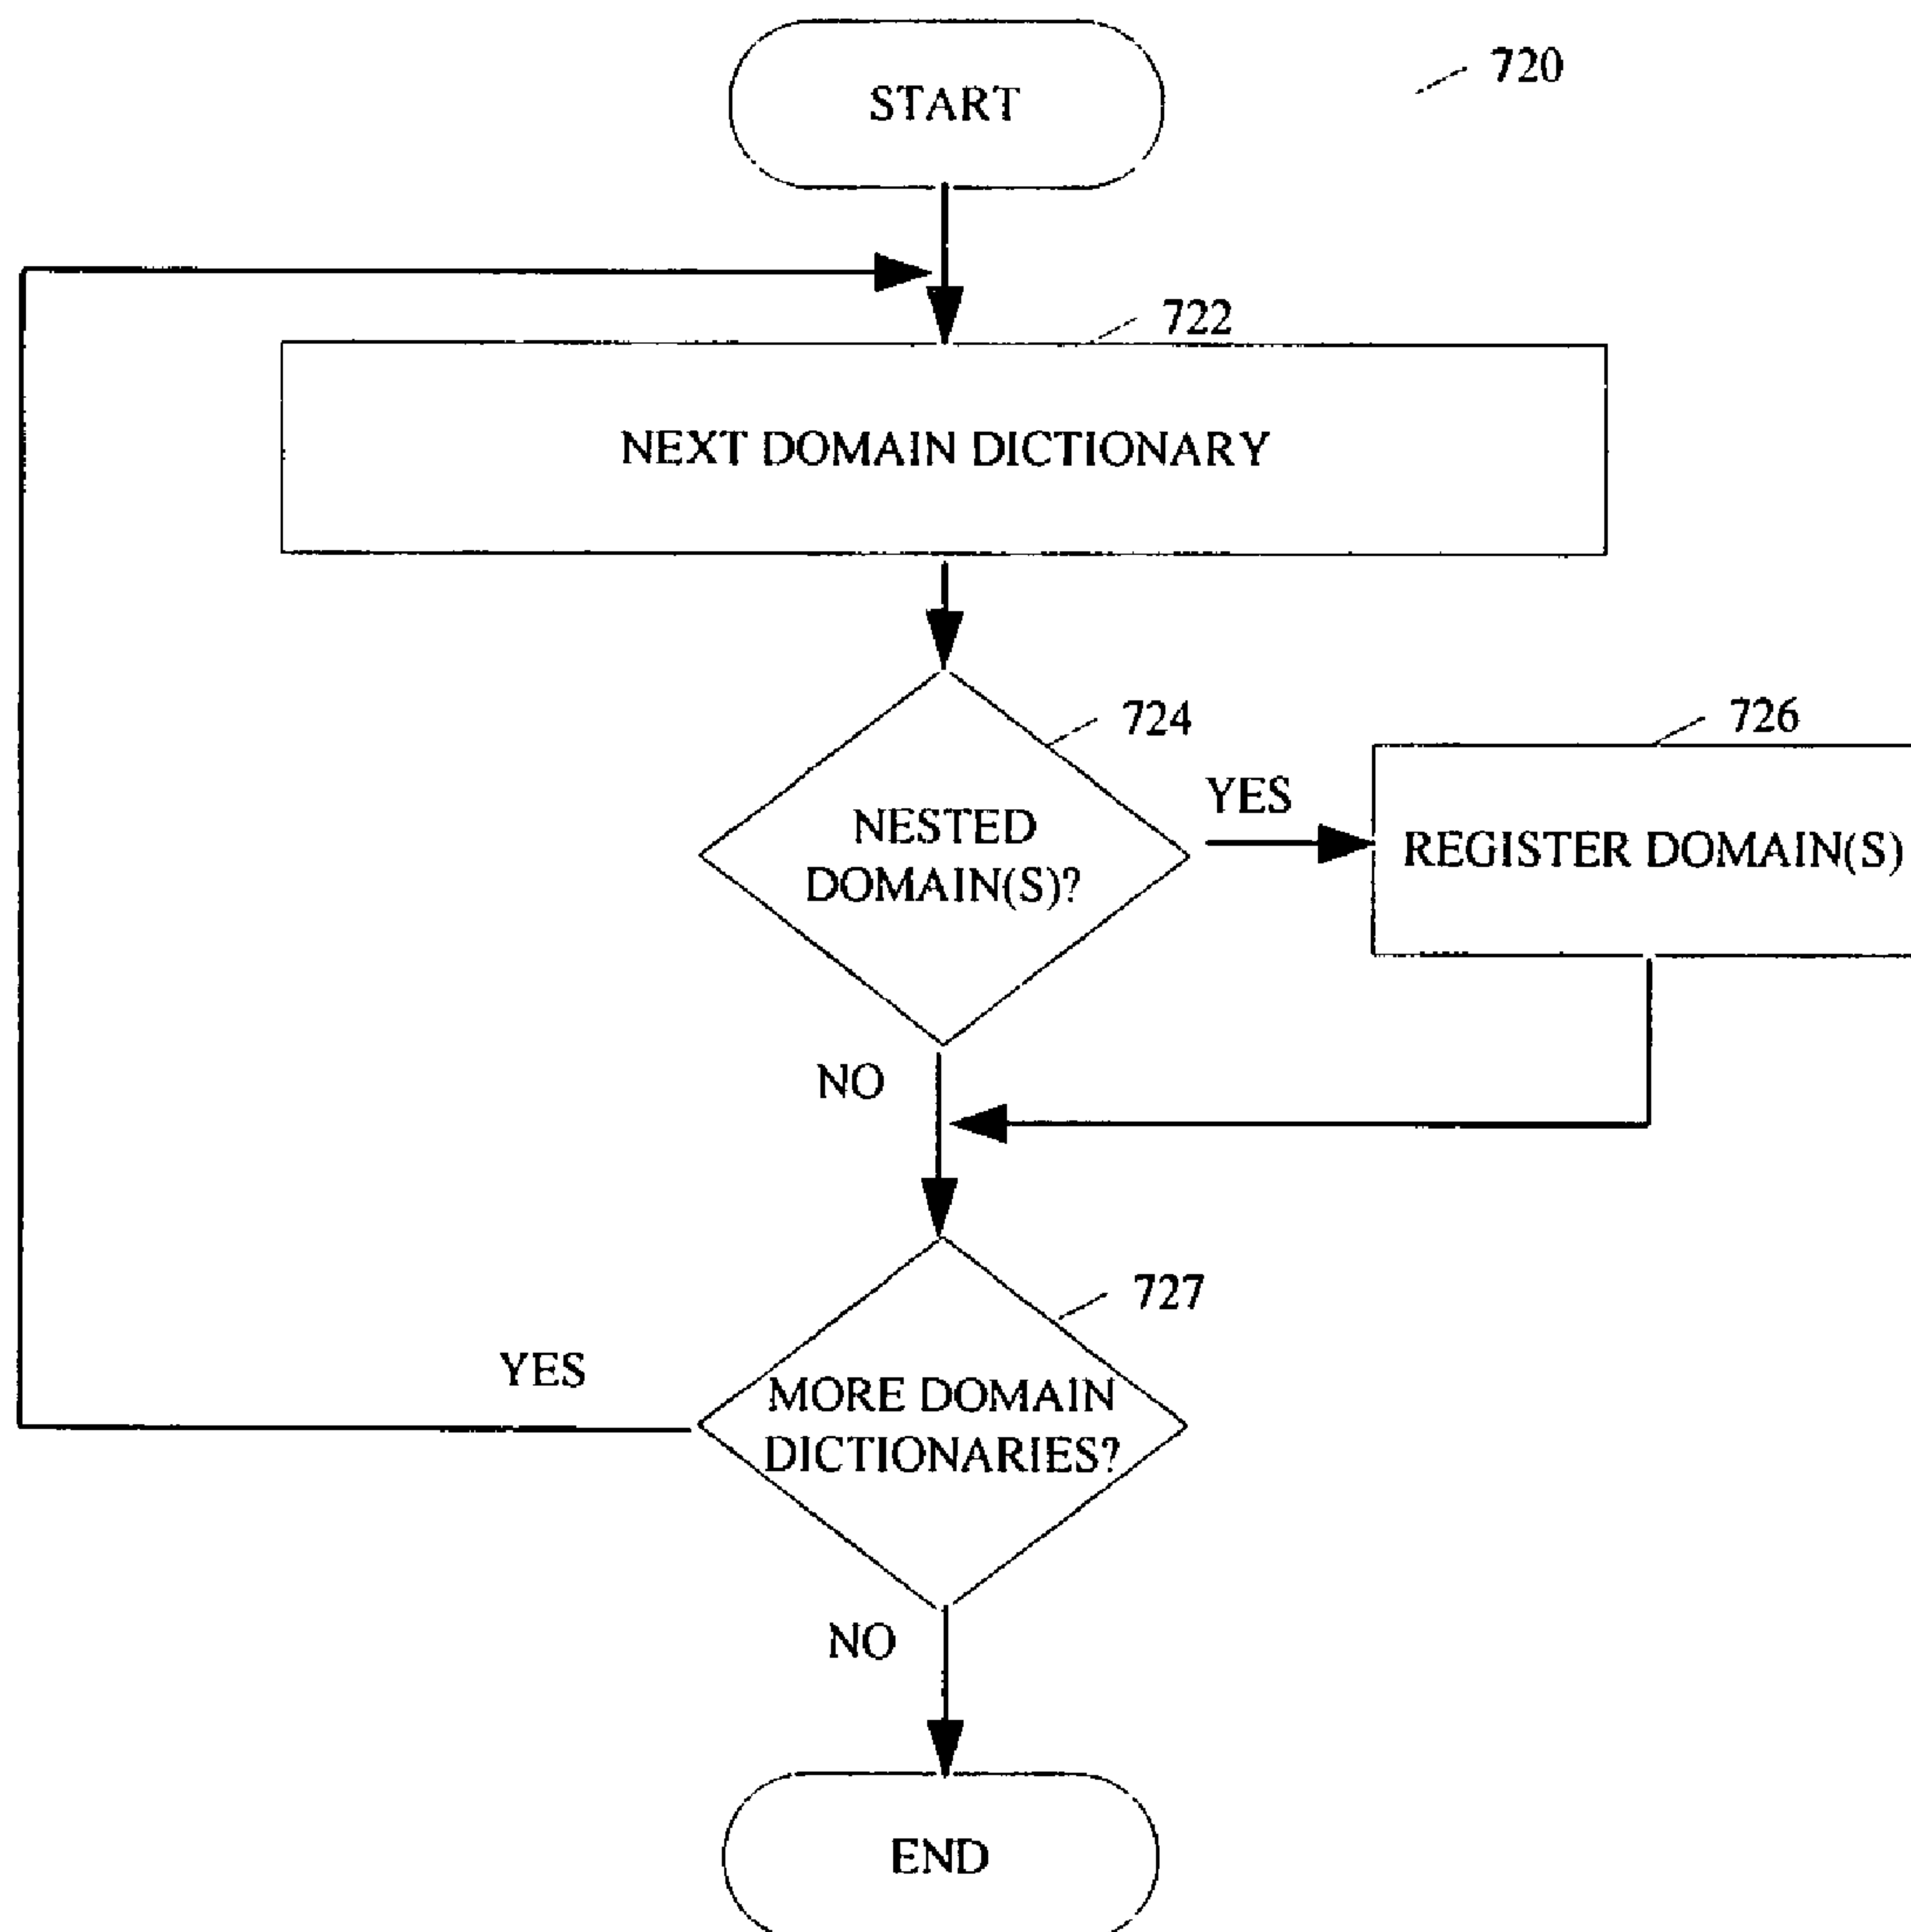 START
720
722
NEXT DOMAIN DICTIONARY
724
726
YES
NESTED
DOMAIN(S)?
REGISTER DOMAIN(S)
NO
727
YES
MORE DOMAIN
DICTIONARIES?
NO
END